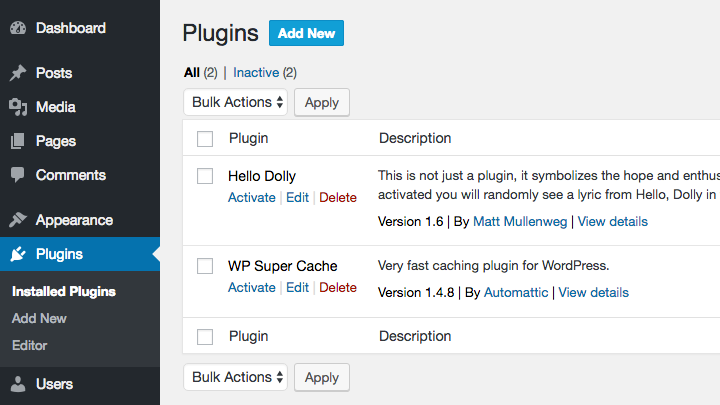 Dashboard
Posts
Media
Pages
Comments
Appearance
Plugins
Installed Plugins
Add New
Editor
Users
Plugins Add New
All (2) | Inactive (2)
Bulk Actions Apply
Plugin Description
Hello Dolly
Activate | Edit | Delete
This is not just a plugin, it symbolizes the hope and enthus
activated you will randomly see a lyric from Hello, Dolly in
Version 1.6 | By Matt Mullenweg | View details
WP Super Cache
Activate | Edit | Delete
Very fast caching plugin for WordPress.
Version 1.4.8 | By Automattic | View details
Plugin Description
Bulk Actions Apply